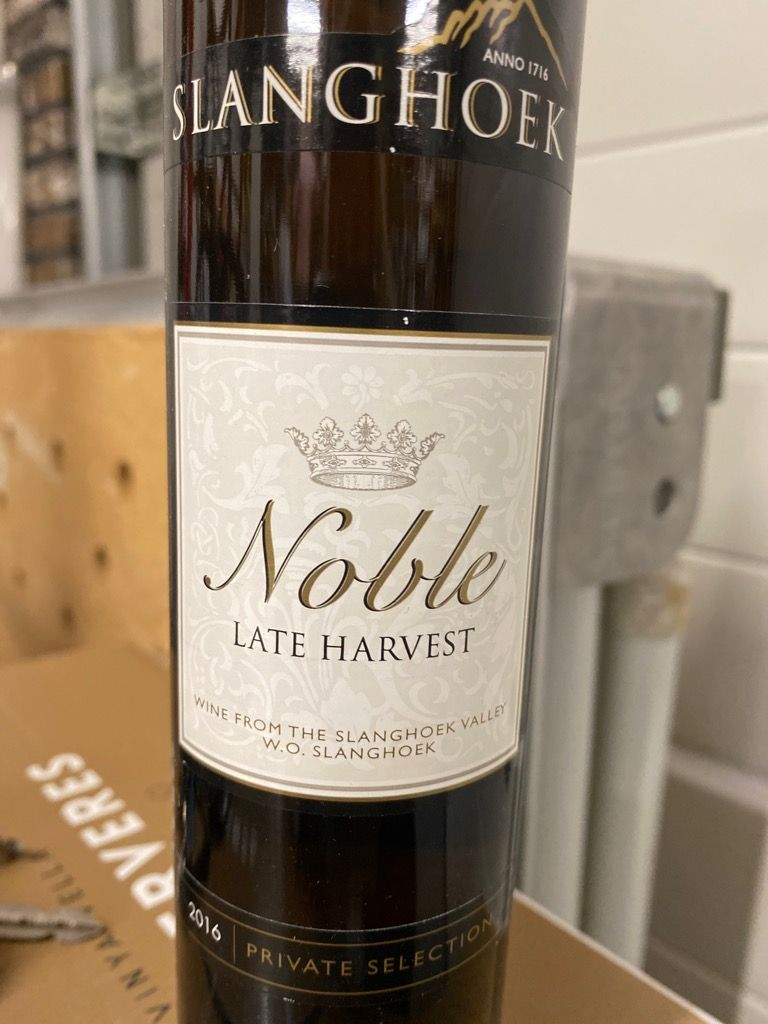 ANNO 1716
SLANGHOEK
Noble
LATE HARVEST
WINE FROM THE SLANGHOEK VALLEY
W.O. SLANGHOEK
2016 | PRIVATE SELECTION